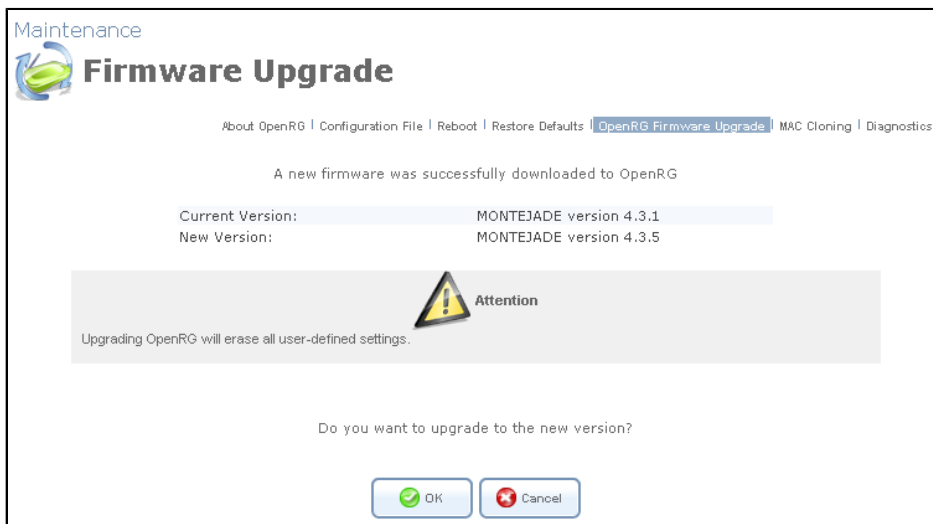 Maintenance
Firmware Upgrade
About OpenRG | Configuration File | Reboot | Restore Defaults | OpenRG Firmware Upgrade | MAC Cloning | Diagnostics
A new firmware was successfully downloaded to OpenRG
Current Version: MONTEJADE version 4.3.1
New Version: MONTEJADE version 4.3.5
Attention
Upgrading OpenRG will erase all user-defined settings.
Do you want to upgrade to the new version?
OK Cancel